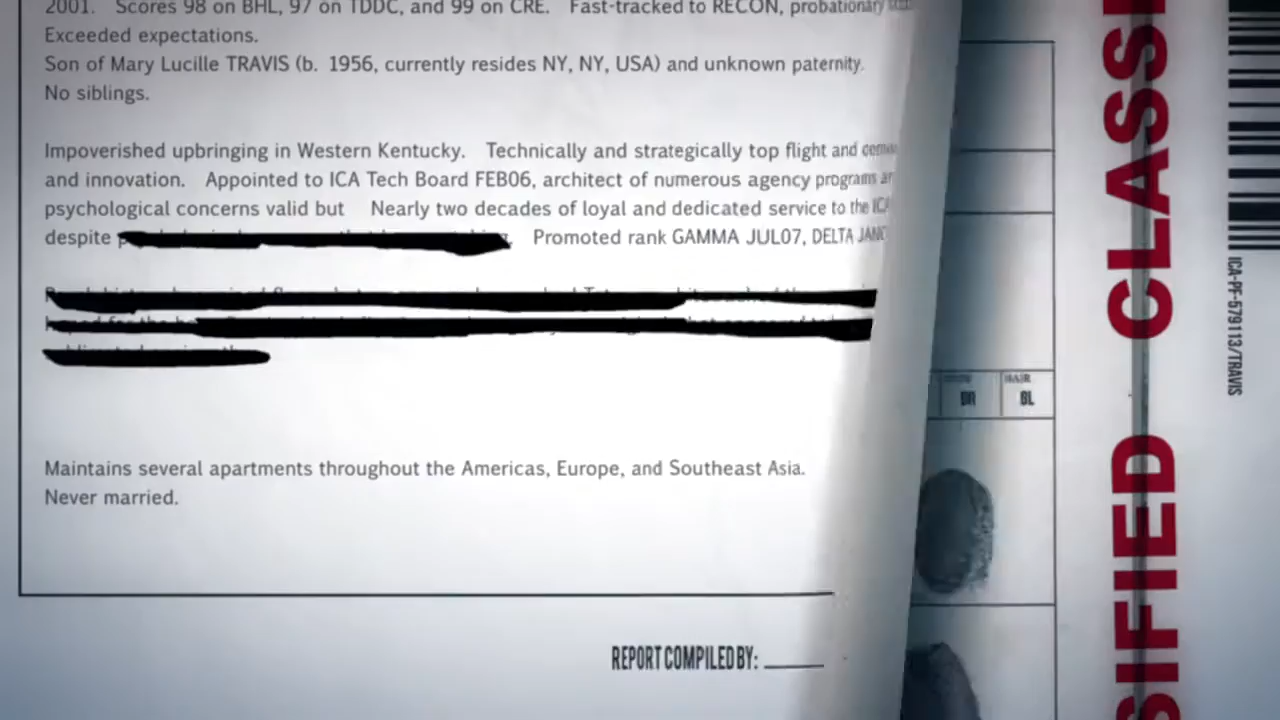 2001. Scores 98 on BHL, 97 on TDDC, and 99 on CRE. Fast-tracked to RECON, probationary
Exceeded expectations.
Son of Mary Lucille TRAVIS (b. 1956, currently resides NY, NY, USA) and unknown paternity.
No siblings.
Impoverished upbringing in Western Kentucky. Technically and strategically top flight and
and innovation. Appointed to ICA Tech Board FEB06, architect of numerous agency programs
psychological concerns valid but Nearly two decades of loyal and dedicated service to the ICA
despite Promoted rank GAMMA JUL07, DELTA
Maintains several apartments throughout the Americas, Europe, and Southeast Asia.
Never married.
REPORT COMPILED BY:
HAIR
BR
BL
CLASSI
SIFIED
ICA-PF-579113/TRAVIS